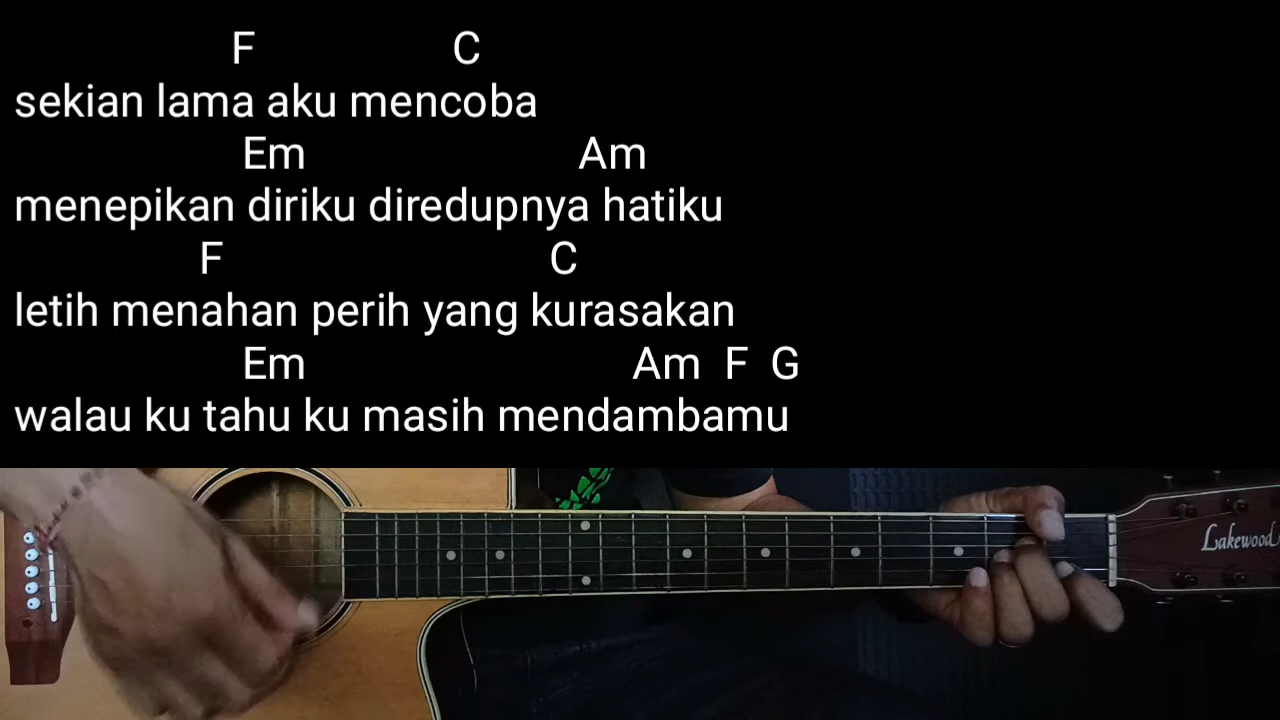 F C
sekian lama aku mencoba
Em Am
menepikan diriku diredupnya hatiku
F C
letih menahan perih yang kurasakan
Em Am F G
walau ku tahu ku masih mendambamu
Lakewood